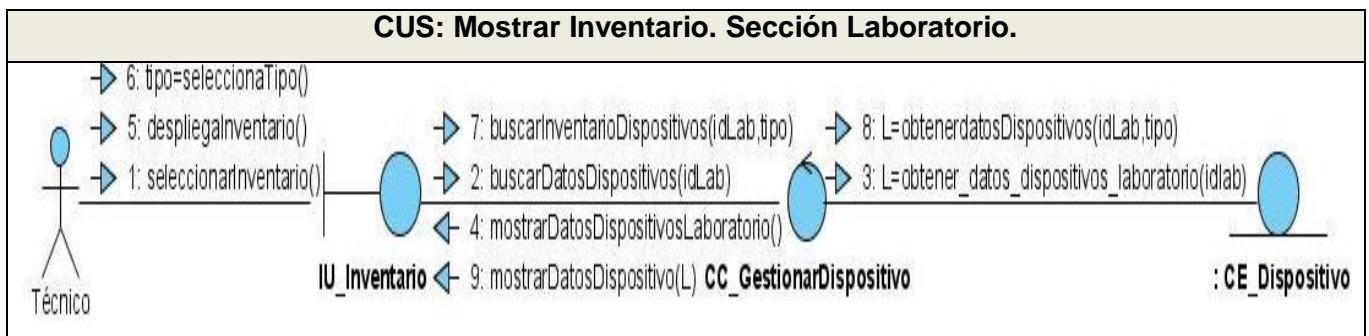 CUS: Mostrar Inventario. Sección Laboratorio.
6: tipo=seleccionaTipo()
5: despliegaInventario()
1: seleccionarInventario()
7: buscarInventarioDispositivos(idLab,tipo)
2: buscarDatosDispositivos(idLab)
4: mostrarDatosDispositivosLaboratorio()
9: mostrarDatosDispositivo(L)
8: L=obtenerdatosDispositivos(idLab,tipo)
3: L=obtener_datos_dispositivos_laboratorio(idlab)
Técnico
IU_Inventario
CC_GestionarDispositivo
: CE_Dispositivo